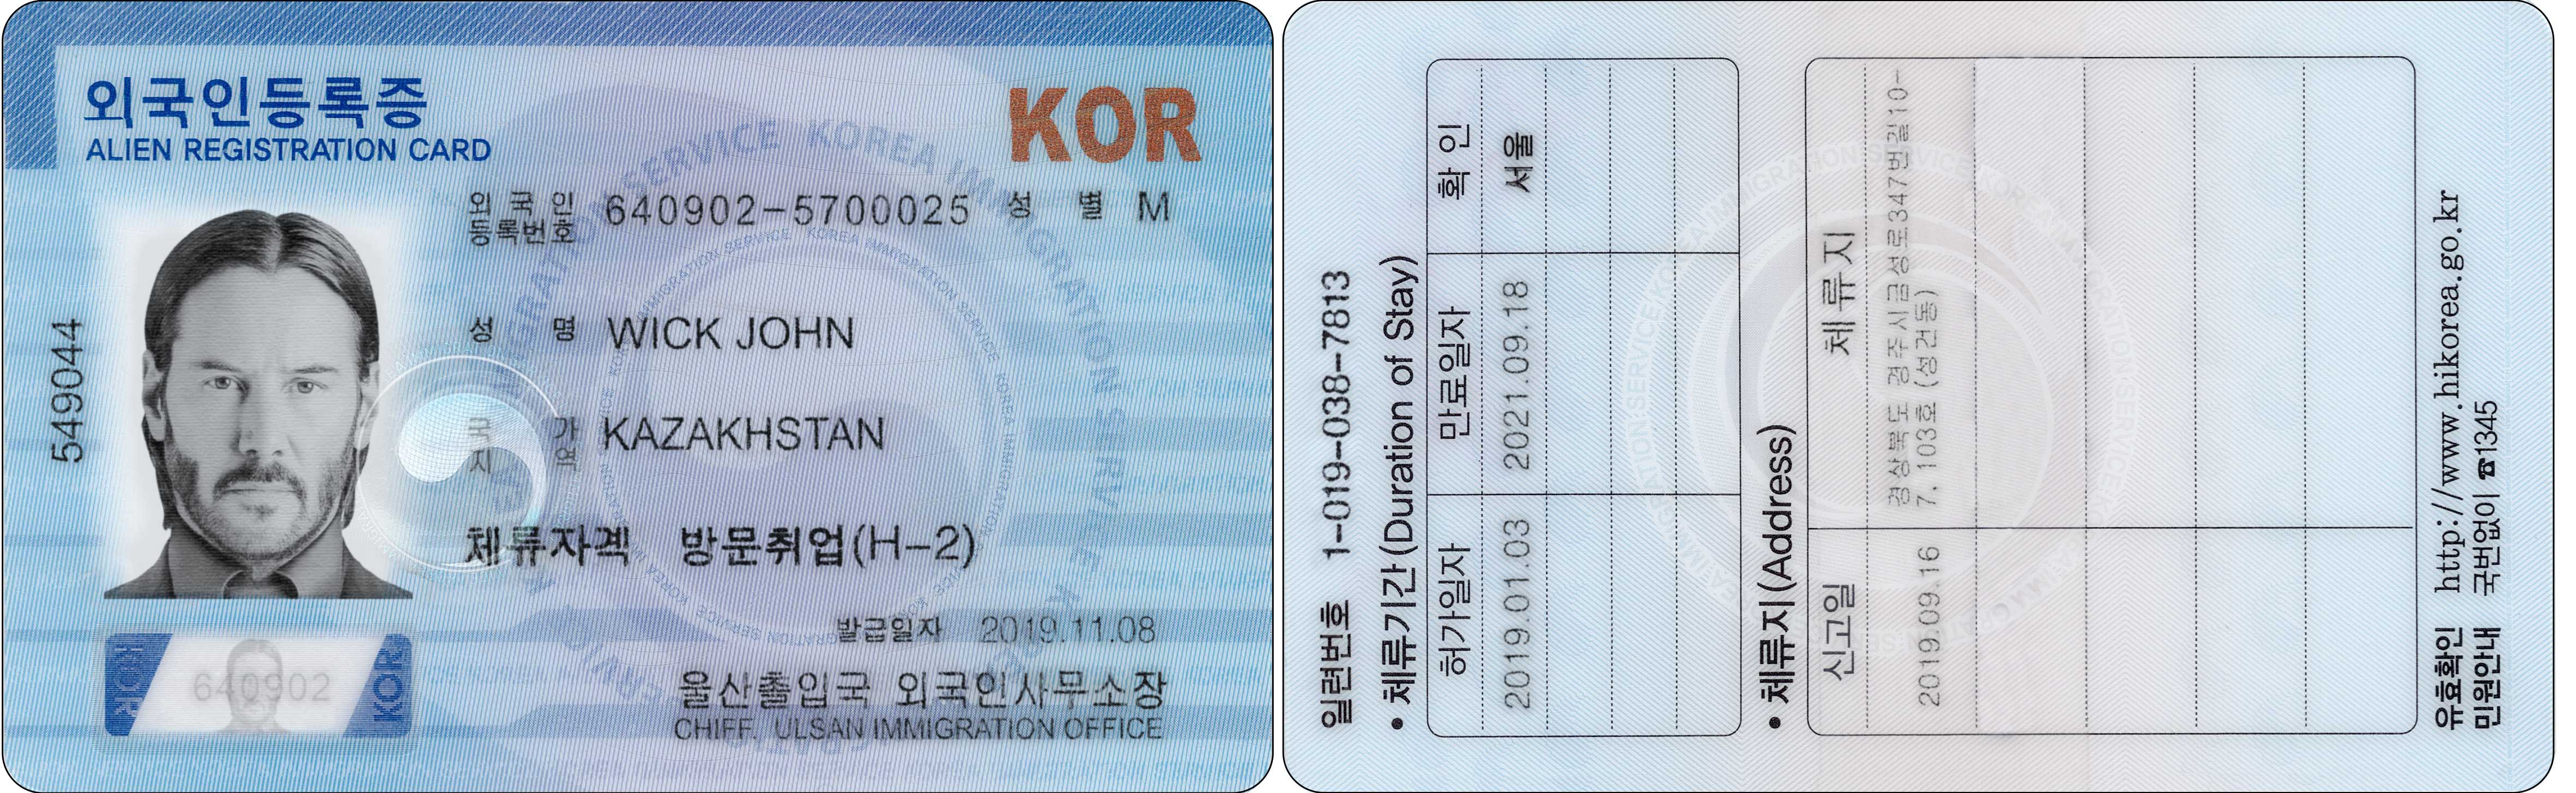 외국인등록증
ALIEN REGISTRATION CARD
KOR
외국인등록번호 640902-5700025 성별 M
성명 WICK JOHN
국가지역 KAZAKHSTAN
체류자격 방문취업(H-2)
발급일자 2019.11.08
울산출입국 외국인사무소장
CHIFF, ULSAN IMMIGRATION OFFICE
549044
640902
KOR
KOR
KOREA IMMIGRATION SERVICE
일련번호 1-019-038-7813
• 체류기간(Duration of Stay)
허가일자 만료일자 확인
2019.01.03 2021.09.18 서울
• 체류지(Address)
신고일 체류지
2019.09.16 경상북도 경주시금성로347번길10-
7, 103호 (성건동)
유효확인 http://www.hikorea.go.kr
민원안내 국번없이 ☎1345